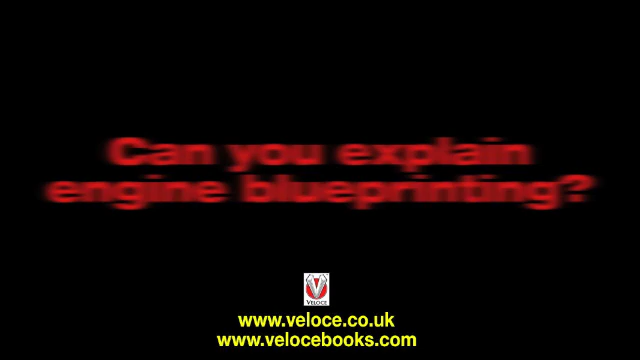 Can you explain
engine blueprinting?
VELOCE
www.veloce.co.uk
www.velocebooks.com